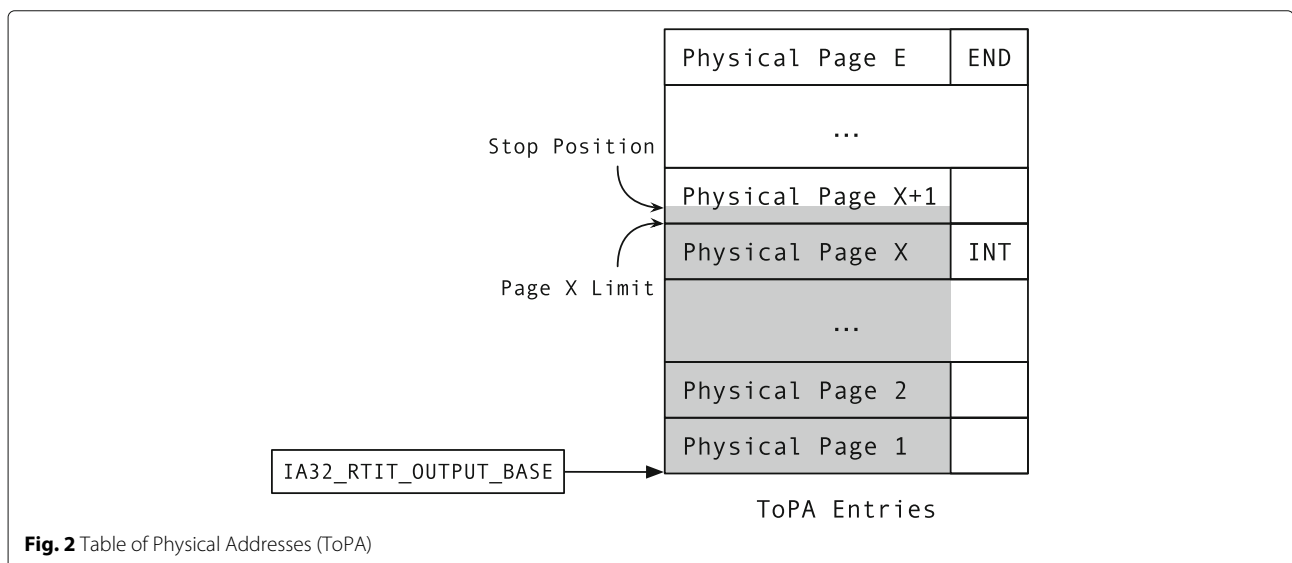 Physical Page E END
...
Stop Position
Physical Page X+1
Physical Page X INT
Page X Limit
...
Physical Page 2
Physical Page 1
IA32_RTIT_OUTPUT_BASE
ToPA Entries
Fig. 2 Table of Physical Addresses (ToPA)